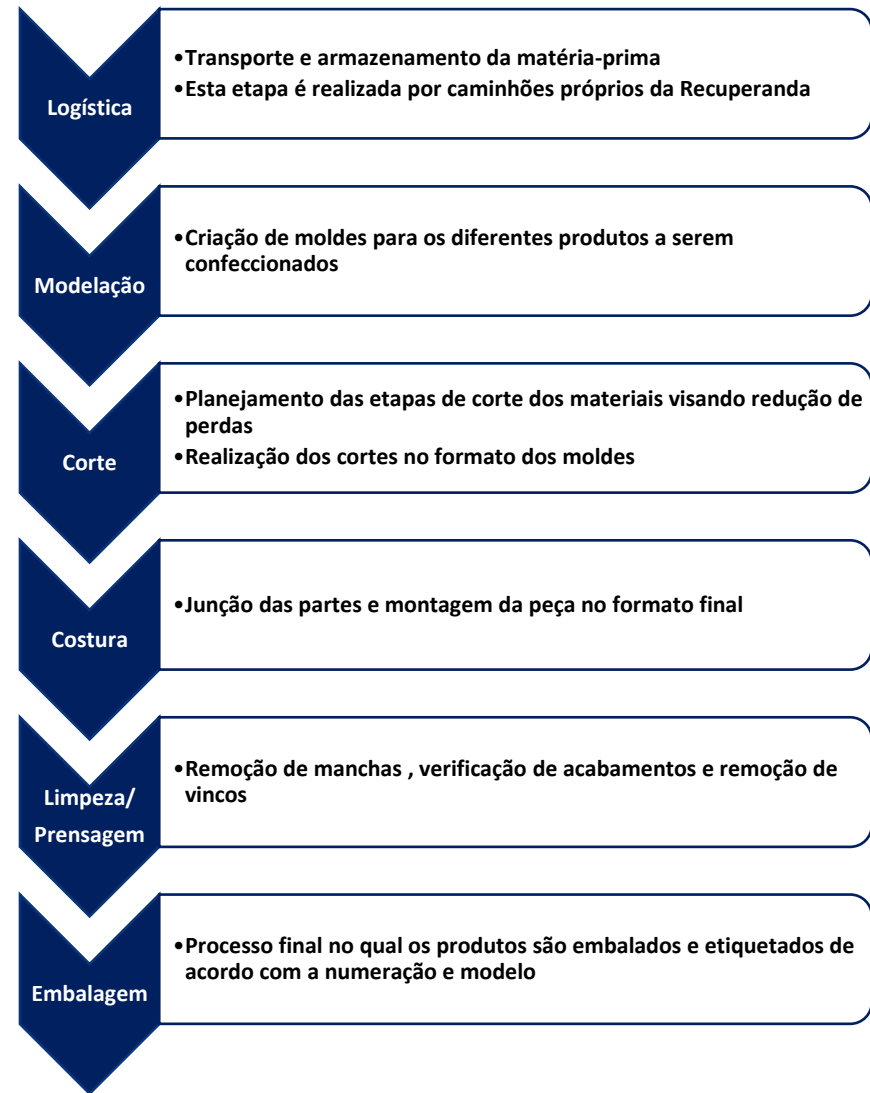 Logística
•Transporte e armazenamento da matéria-prima
•Esta etapa é realizada por caminhões próprios da Recuperanda
Modelação
•Criação de moldes para os diferentes produtos a serem
confeccionados
Corte
•Planejamento das etapas de corte dos materiais visando redução de
perdas
•Realização dos cortes no formato dos moldes
Costura
•Junção das partes e montagem da peça no formato final
Limpeza/
Prensagem
•Remoção de manchas , verificação de acabamentos e remoção de
vincos
Embalagem
•Processo final no qual os produtos são embalados e etiquetados de
acordo com a numeração e modelo